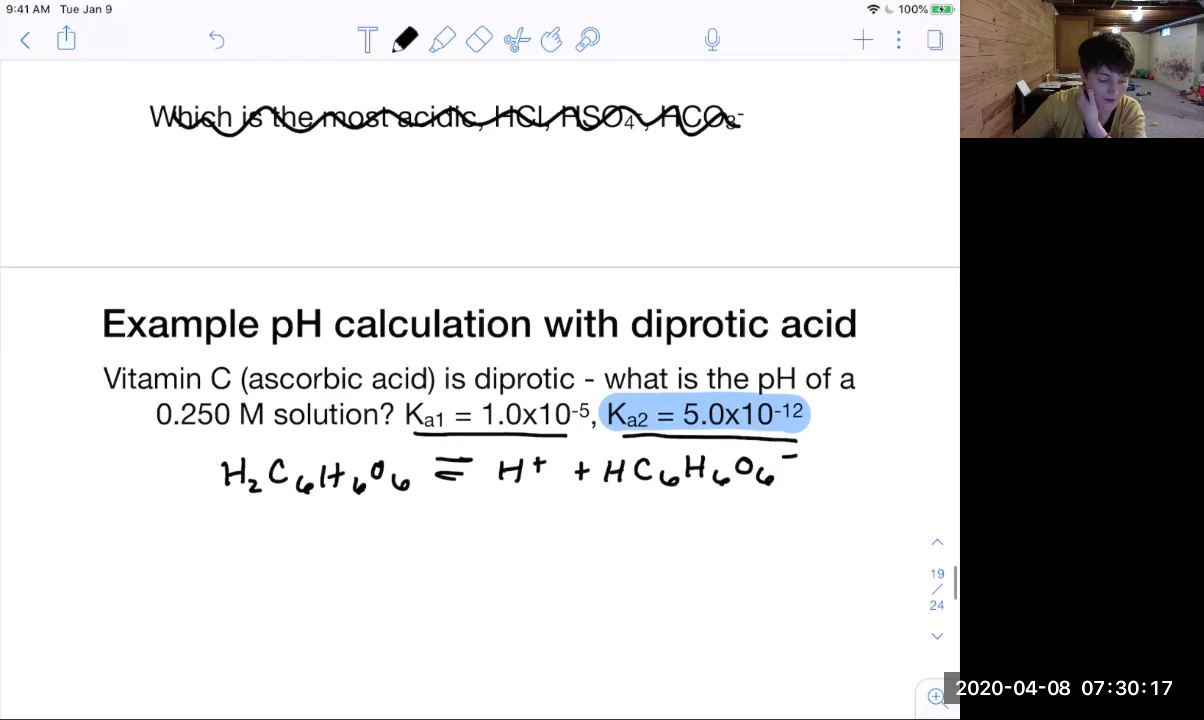 9:41 AM Tue Jan 9
100%
Which is the most acidic, HCl, HSO₄⁻, HCO₃⁻
Example pH calculation with diprotic acid
Vitamin C (ascorbic acid) is diprotic - what is the pH of a
0.250 M solution? Kₐ₁ = 1.0x10⁻⁵, Kₐ₂ = 5.0x10⁻¹²
H₂C₆H₆O₆ ⇌ H⁺ + HC₆H₆O₆⁻
19
/
24
2020-04-08 07:30:17